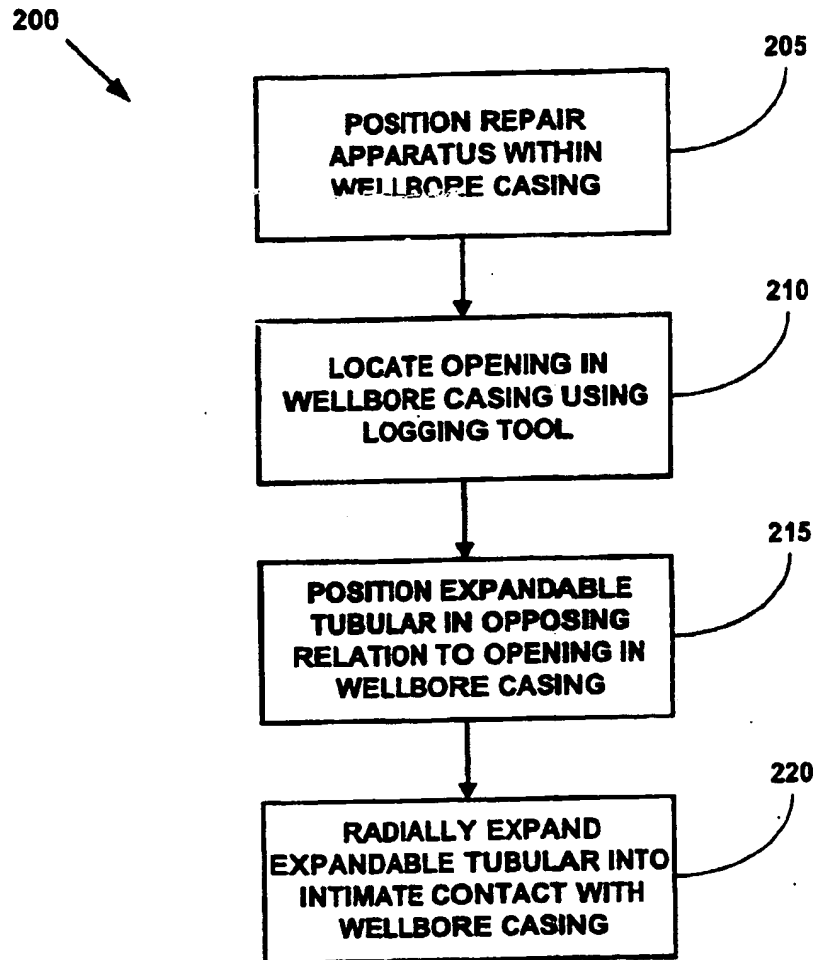 200
205
POSITION REPAIR
APPARATUS WITHIN
WELLBORE CASING
210
LOCATE OPENING IN
WELLBORE CASING USING
LOGGING TOOL
215
POSITION EXPANDABLE
TUBULAR IN OPPOSING
RELATION TO OPENING IN
WELLBORE CASING
220
RADIALLY EXPAND
EXPANDABLE TUBULAR INTO
INTIMATE CONTACT WITH
WELLBORE CASING